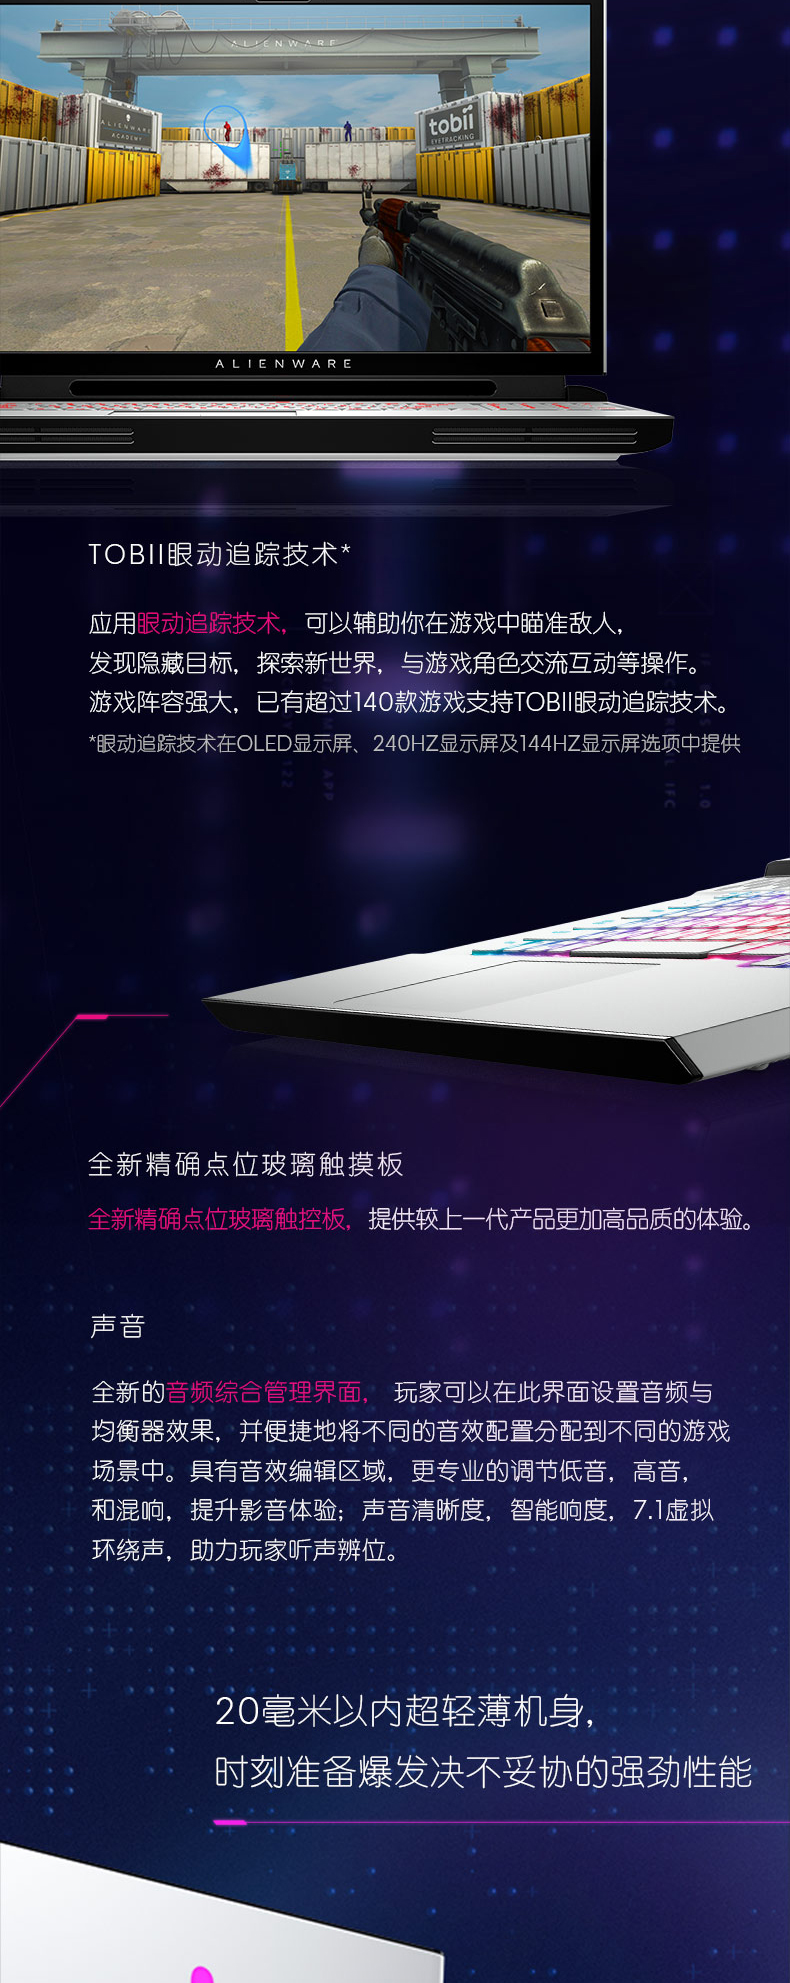 ALIENWARE
ALIENWARE
ACADEMY
tobii
EYETRACKING
ALIENWARE
TOBII眼动追踪技术*
应用眼动追踪技术，可以辅助你在游戏中瞄准敌人，
发现隐藏目标，探索新世界，与游戏角色交流互动等操作。
游戏阵容强大，已有超过140款游戏支持TOBII眼动追踪技术。
*眼动追踪技术在OLED显示屏、240HZ显示屏及144HZ显示屏选项中提供
全新精确点位玻璃触摸板
全新精确点位玻璃触控板，提供较上一代产品更加高品质的体验。
声音
全新的音频综合管理界面， 玩家可以在此界面设置音频与
均衡器效果，并便捷地将不同的音效配置分配到不同的游戏
场景中。具有音效编辑区域，更专业的调节低音，高音，
和混响，提升影音体验；声音清晰度，智能响度，7.1虚拟
环绕声，助力玩家听声辨位。
20毫米以内超轻薄机身，
时刻准备爆发决不妥协的强劲性能